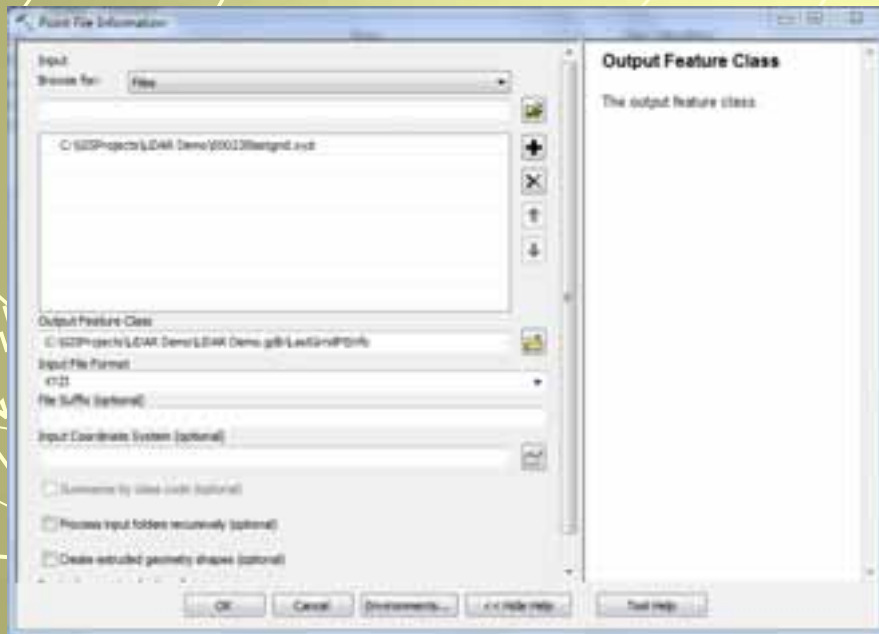 Point File Information
Input
Browse for: Files
Output Feature Class
Input File Format
XYZI
File Suffix (optional)
Input Coordinate System (optional)
Summarize by class code (optional)
Process input folders recursively (optional)
Create extruded geometry shapes (optional)
OK
Cancel
Environments...
<< Hide Help
Tool Help
Output Feature Class
The output feature class.